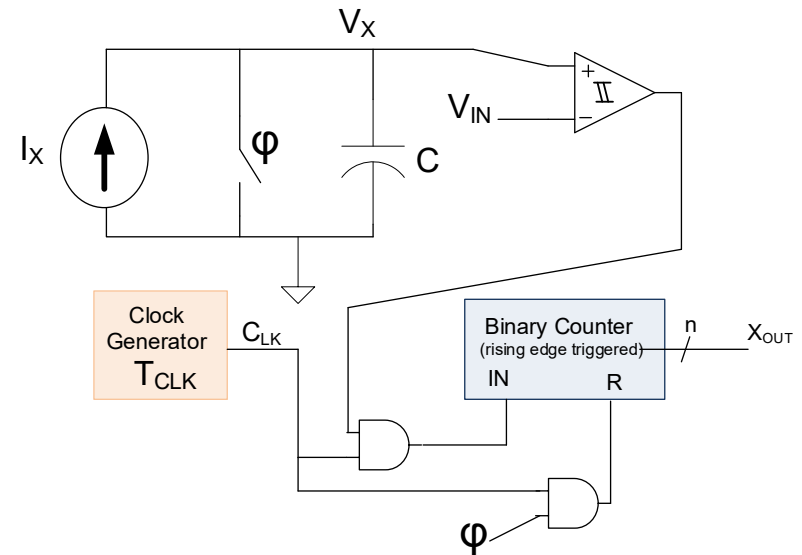 V_X
I_X
φ
C
V_IN
+
−
Clock
Generator
T_CLK
C_LK
Binary Counter
(rising edge triggered)
IN
R
n
X_OUT
φ